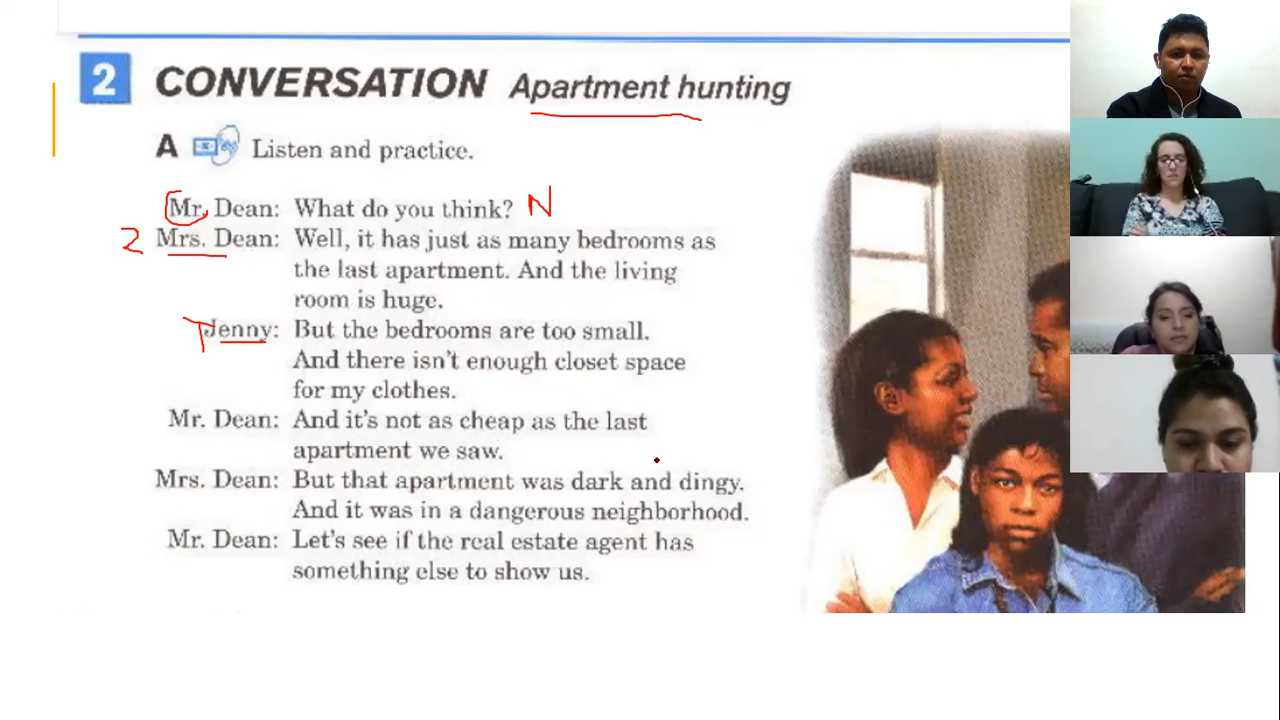 2 CONVERSATION Apartment hunting
A Listen and practice.
Mr. Dean: What do you think? N
2 Mrs. Dean: Well, it has just as many bedrooms as
the last apartment. And the living
room is huge.
T Jenny: But the bedrooms are too small.
And there isn't enough closet space
for my clothes.
Mr. Dean: And it's not as cheap as the last
apartment we saw.
Mrs. Dean: But that apartment was dark and dingy.
And it was in a dangerous neighborhood.
Mr. Dean: Let's see if the real estate agent has
something else to show us.